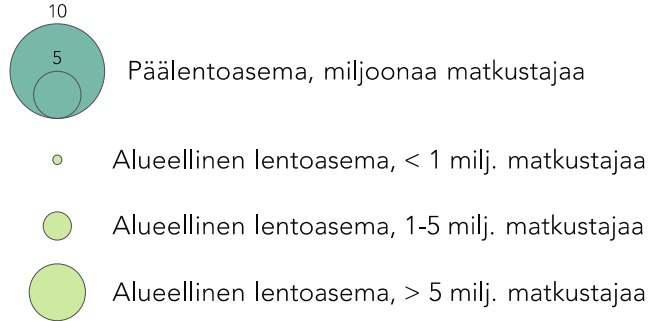 10
5
Päälentoasema, miljoonaa matkustajaa
Alueellinen lentoasema, < 1 milj. matkustajaa
Alueellinen lentoasema, 1-5 milj. matkustajaa
Alueellinen lentoasema, > 5 milj. matkustajaa